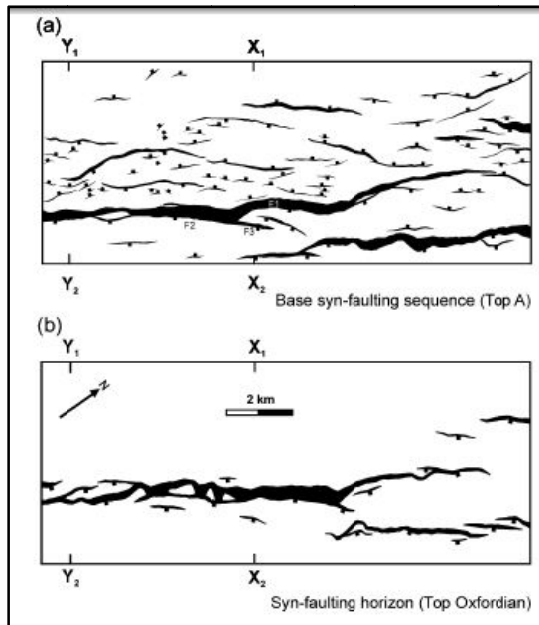 (a)
Y1 X1
F1
F2 F3
Y2 X2
Base syn-faulting sequence (Top A)
(b)
Y1 X1
N
2 km
Y2 X2
Syn-faulting horizon (Top Oxfordian)